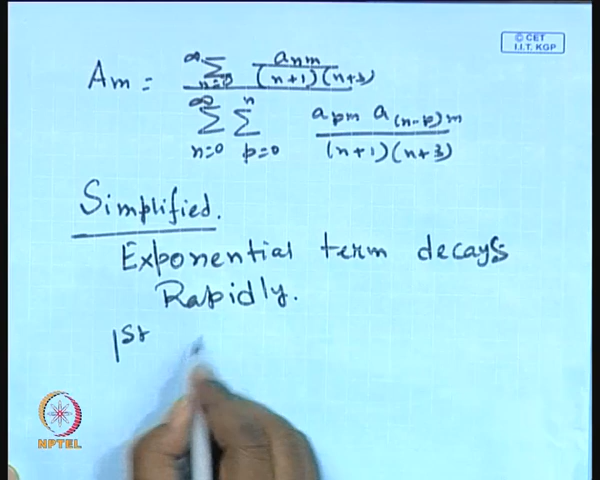 © CET
I.I.T. KGP
Am = ∞ Σ n=0 anm / (n+1)(n+3)
∞ Σ n=0 n Σ p=0 apm a(n-p)m / (n+1)(n+3)
Simplified.
Exponential term decays
Rapidly.
1st
NPTEL